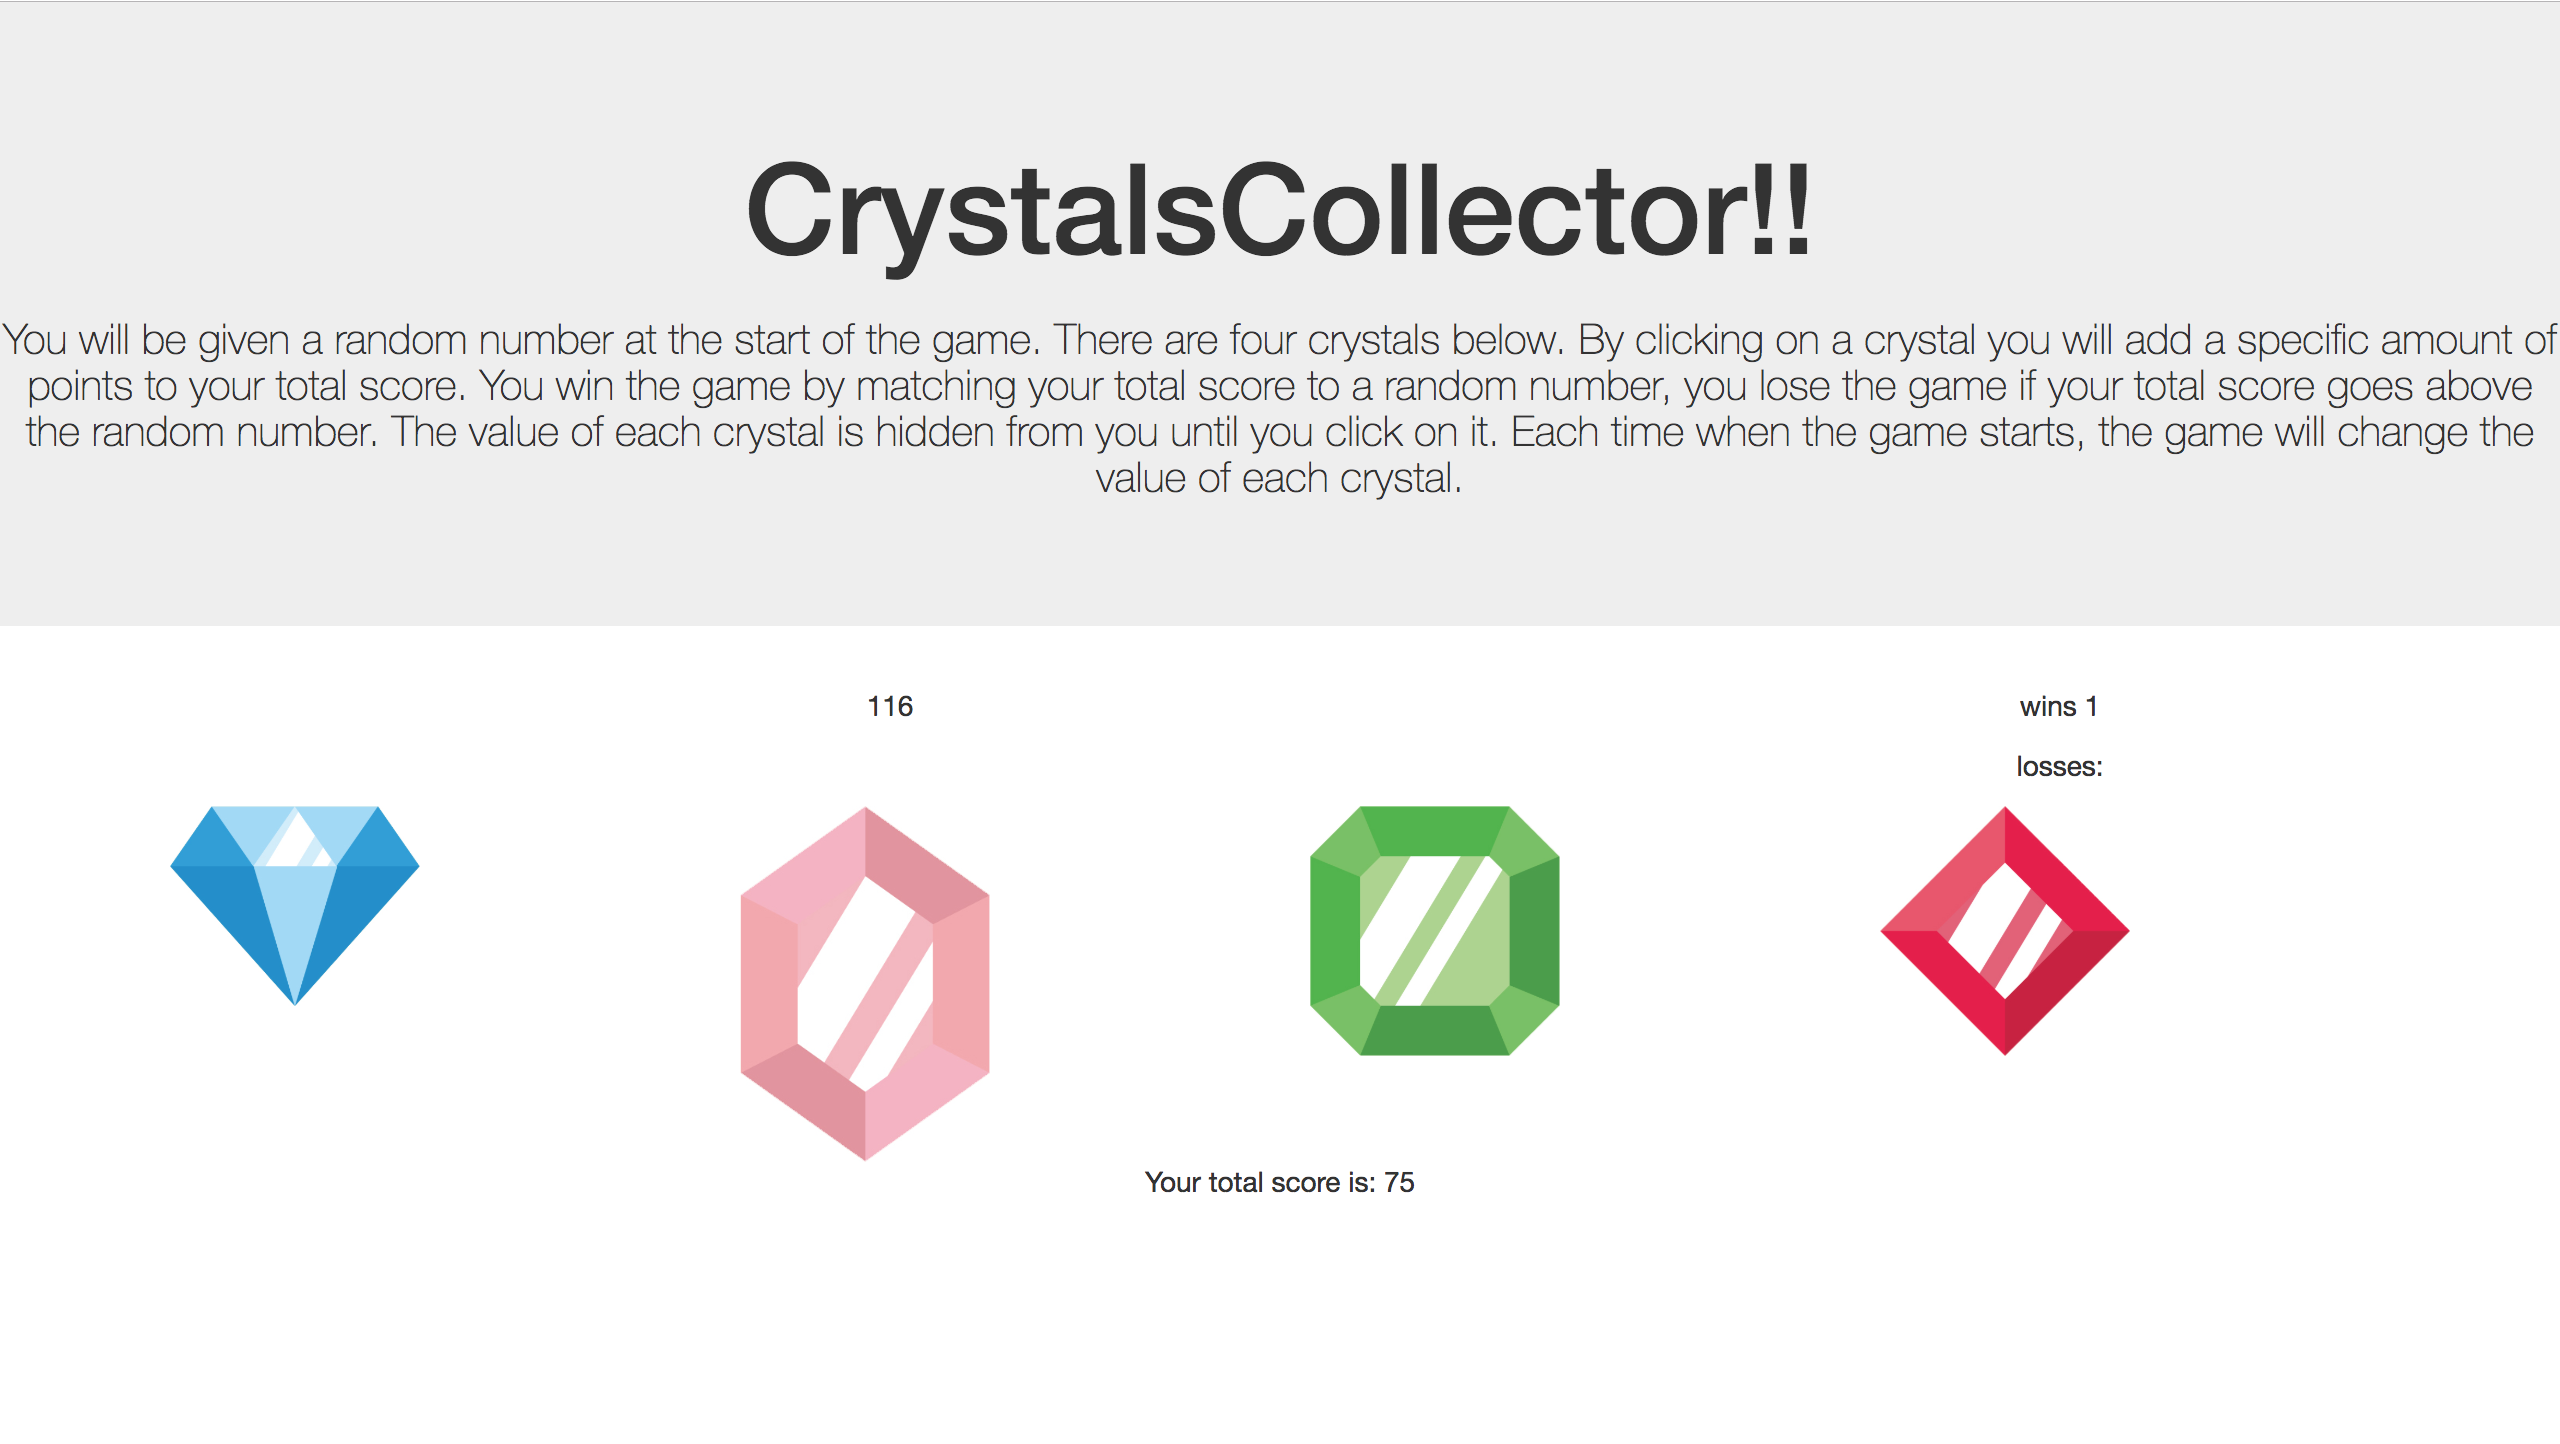 CrystalsCollector!!
You will be given a random number at the start of the game. There are four crystals below. By clicking on a crystal you will add a specific amount of
points to your total score. You win the game by matching your total score to a random number, you lose the game if your total score goes above
the random number. The value of each crystal is hidden from you until you click on it. Each time when the game starts, the game will change the
value of each crystal.
116
wins 1
losses:
Your total score is: 75